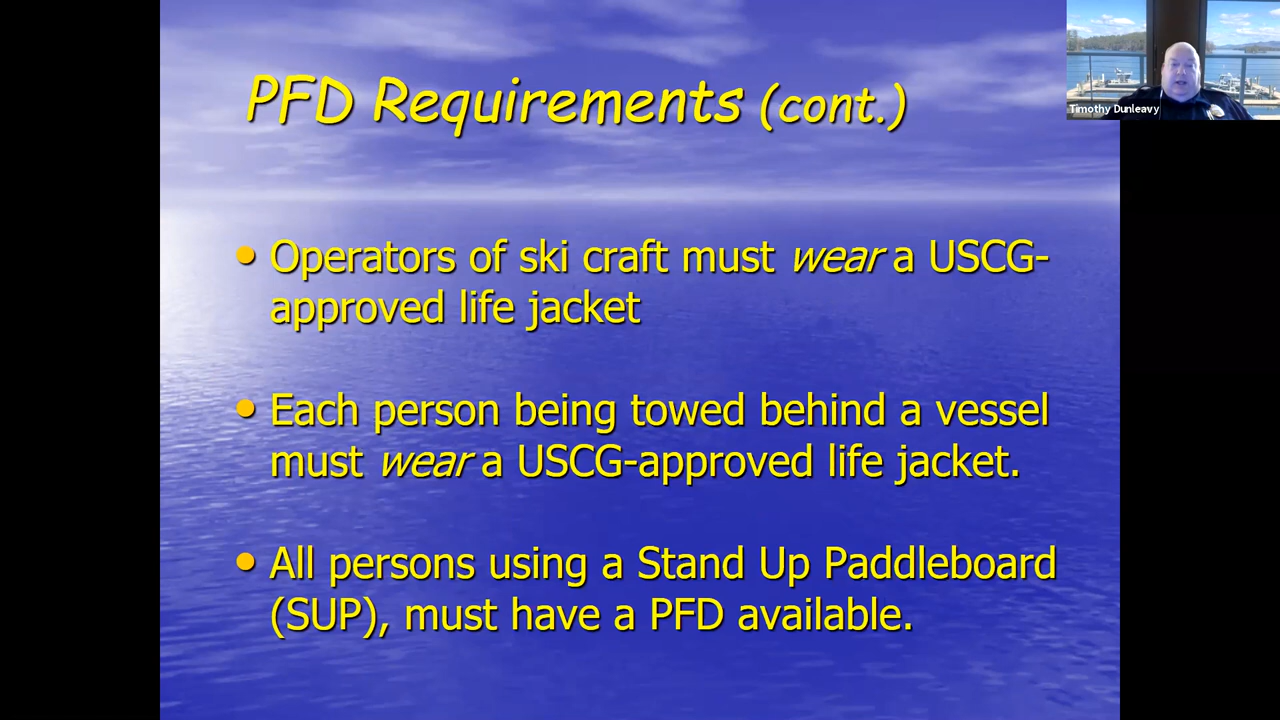 PFD Requirements (cont.)
Timothy Dunleavy
• Operators of ski craft must wear a USCG-
approved life jacket
• Each person being towed behind a vessel
must wear a USCG-approved life jacket.
• All persons using a Stand Up Paddleboard
(SUP), must have a PFD available.